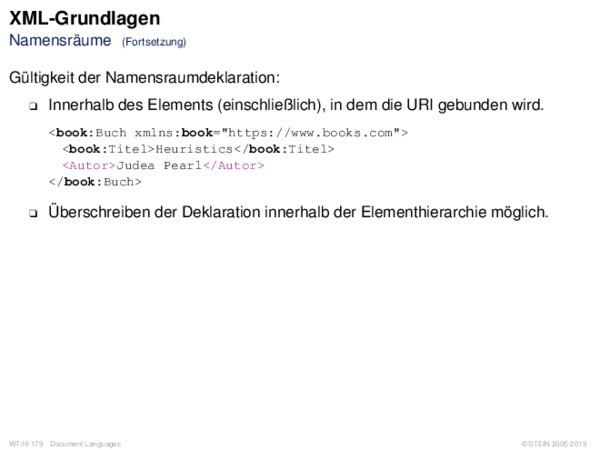 XML-Grundlagen
Namensräume (Fortsetzung)
Gültigkeit der Namensraumdeklaration:
❑ Innerhalb des Elements (einschließlich), in dem die URI gebunden wird.
<book:Buch xmlns:book="https://www.books.com">
<book:Titel>Heuristics</book:Titel>
<Autor>Judea Pearl</Autor>
</book:Buch>
❑ Überschreiben der Deklaration innerhalb der Elementhierarchie möglich.
WT:III-179 Document Languages
© STEIN 2005-2019